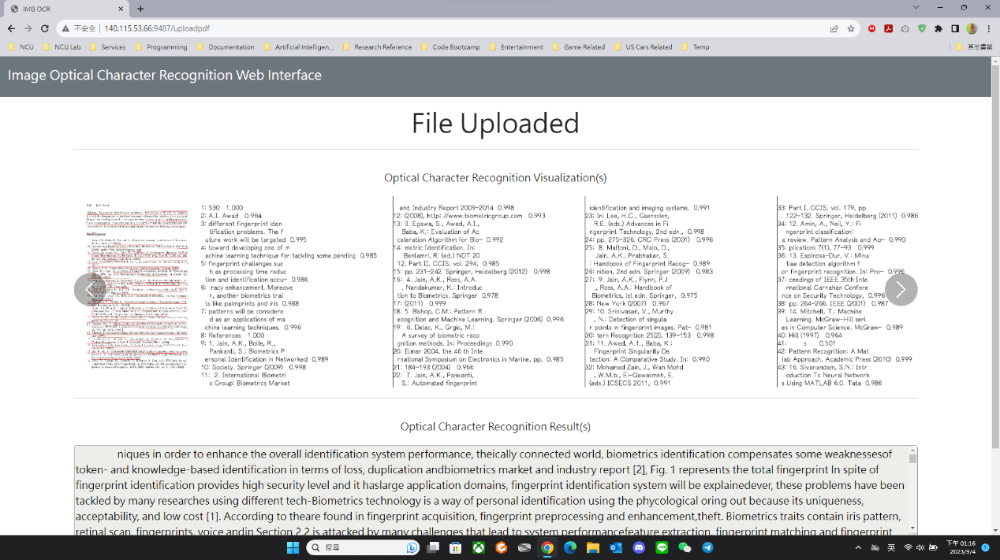 IMG OCR
不安全 140.115.53.66:9487/uploadpdf
NCU NCU Lab Services Programming Documentation Artificial Intelligen... Research Reference Code Bootcamp Entertainment Game Related US Cars Related Temp 其他書籤
Image Optical Character Recognition Web Interface
File Uploaded
Optical Character Recognition Visualization(s)
1: 530 1.000
2: A.I. Awad 0.964
3: different fingerprint iden
tification problems. The f
uture work will be targeted 0.995
4: toward developing one of m
achine learning technique for tackling some pending 0.985
5: fingerprint challenges suc
h as processing time reduc
tion and identification accu- 0.986
6: racy enhancement. Moreove
r, another biometrics trai
ts like palmprints and iris 0.988
7: patterns will be considere
d as an applications of ma
chine learning techniques. 0.996
8: References 1.000
9: 1. Jain, A.K., Bolle, R.,
Pankanti, S.: Biometrics P
ersonal Identification in Networked 0.989
10: Society. Springer (2009) 0.998
11: 2. International Biometri
c Group: Biometrics Market
and Industry Report 2009-2014 0.998
12: (2008), http://www.biometricgroup.com 0.993
13: 3. Egawa, S., Awad, A.I.,
Baba, K.: Evaluation of Ac
celeration Algorithm for Bio- 0.992
14: metric Identification. In:
Benlamri, R. (ed.) NDT 20
12, Part II. CCIS, vol. 294, 0.985
15: pp. 231-242. Springer, Heidelberg (2012) 0.998
16: 4. Jain, A.K., Ross, A.A.
, Nandakumar, K.: Introduc
tion to Biometrics. Springer 0.978
17: (2011) 0.999
18: 5. Bishop, C.M.: Pattern R
ecognition and Machine Learning. Springer (2006) 0.996
19: 6. Delac, K., Grgic, M.:
A survey of biometric reco
gnition methods. In: Proceedings 0.990
20: Elmar 2004, the 46 th Inte
rnational Symposium on Electronics in Marine, pp. 0.985
21: 184-193 (2004) 0.966
22: 7. Jain, A.K., Pankanti,
S.: Automated fingerprint
identification and imaging systems. 0.991
23: In: Lee, H.C., Gaensslen,
R.E. (eds.) Advances in Fi
ngerprint Technology, 2nd edn., 0.998
24: pp. 275-326. CRC Press (2001) 0.996
25: 8. Maltoni, D., Maio, D.,
Jain, A.K., Prabhakar, S.
: Handbook of Fingerprint Reco- 0.989
26: nition, 2nd edn. Springer (2009) 0.983
27: 9. Jain, A.K., Flynn, P.J
., Ross, A.A.: Handbook of
Biometrics, 1st edn. Springer, 0.975
28: New York (2007) 0.967
29: 10. Srinivasan, V., Murthy
, N.: Detection of singula
r points in fingerprint images. Pat- 0.981
30: tern Recognition 25(2), 139-153 0.998
31: 11. Awad, A.I., Baba, K.:
Fingerprint Singularity De
tection: A Comparative Study. In: 0.990
32: Mohamad Zain, J., Wan Mohd
, W.M.b., El-Qawasmeh, E.
(eds.) ICSECS 2011, 0.991
33: Part I. CCIS, vol. 179, pp
. 122-132. Springer, Heidelberg (2011) 0.986
34: 12. Amin, A., Neil, Y.: Fi
ngerprint classification:
a review. Pattern Analysis and Ap- 0.990
35: plications 7(1), 77-93 0.999
36: 13. Espinosa-Dur, V.: Minu
tiae detection algorithm f
or fingerprint recognition. In: Pro- 0.996
37: ceedings of IEEE 35th Inte
rnational Carnahan Confere
nce on Security Technology, 0.996
38: pp. 264-266. IEEE (2001) 0.987
39: 14. Mitchell, T.: Machine
Learning. McGraw-Hill seri
es in Computer Science. McGraw- 0.989
40: Hill (1997) 0.964
41: s 0.501
42: Pattern Recognition: A Mat
lab Approach. Academic Press (2010) 0.999
43: 16. Sivanandam, S.N.: Intr
oduction To Neural Network
s Using MATLAB 6.0. Tata 0.986
Optical Character Recognition Result(s)
niques in order to enhance the overall identification system performance, theically connected world, biometrics identification compensates some weaknessesof
token- and knowledge-based identification in terms of loss, duplication andbiometrics market and industry report [2], Fig. 1 represents the total fingerprint In spite of
fingerprint identification provides high security level and it haslarge application domains, fingerprint identification system will be explainedever, these problems have been
tackled by many researches using different tech-Biometrics technology is a way of personal identification using the phycological oring out because its uniqueness,
acceptability, and low cost [1]. According to theare found in fingerprint acquisition, fingerprint preprocessing and enhancement,theft. Biometrics traits contain iris pattern,
retinal scan, fingerprints, voice andin Section 2.2 is attacked by many challenges that lead to system performancefeature extraction, fingerprint matching and fingerprint
搜尋
英
下午 01:16
2023/9/4